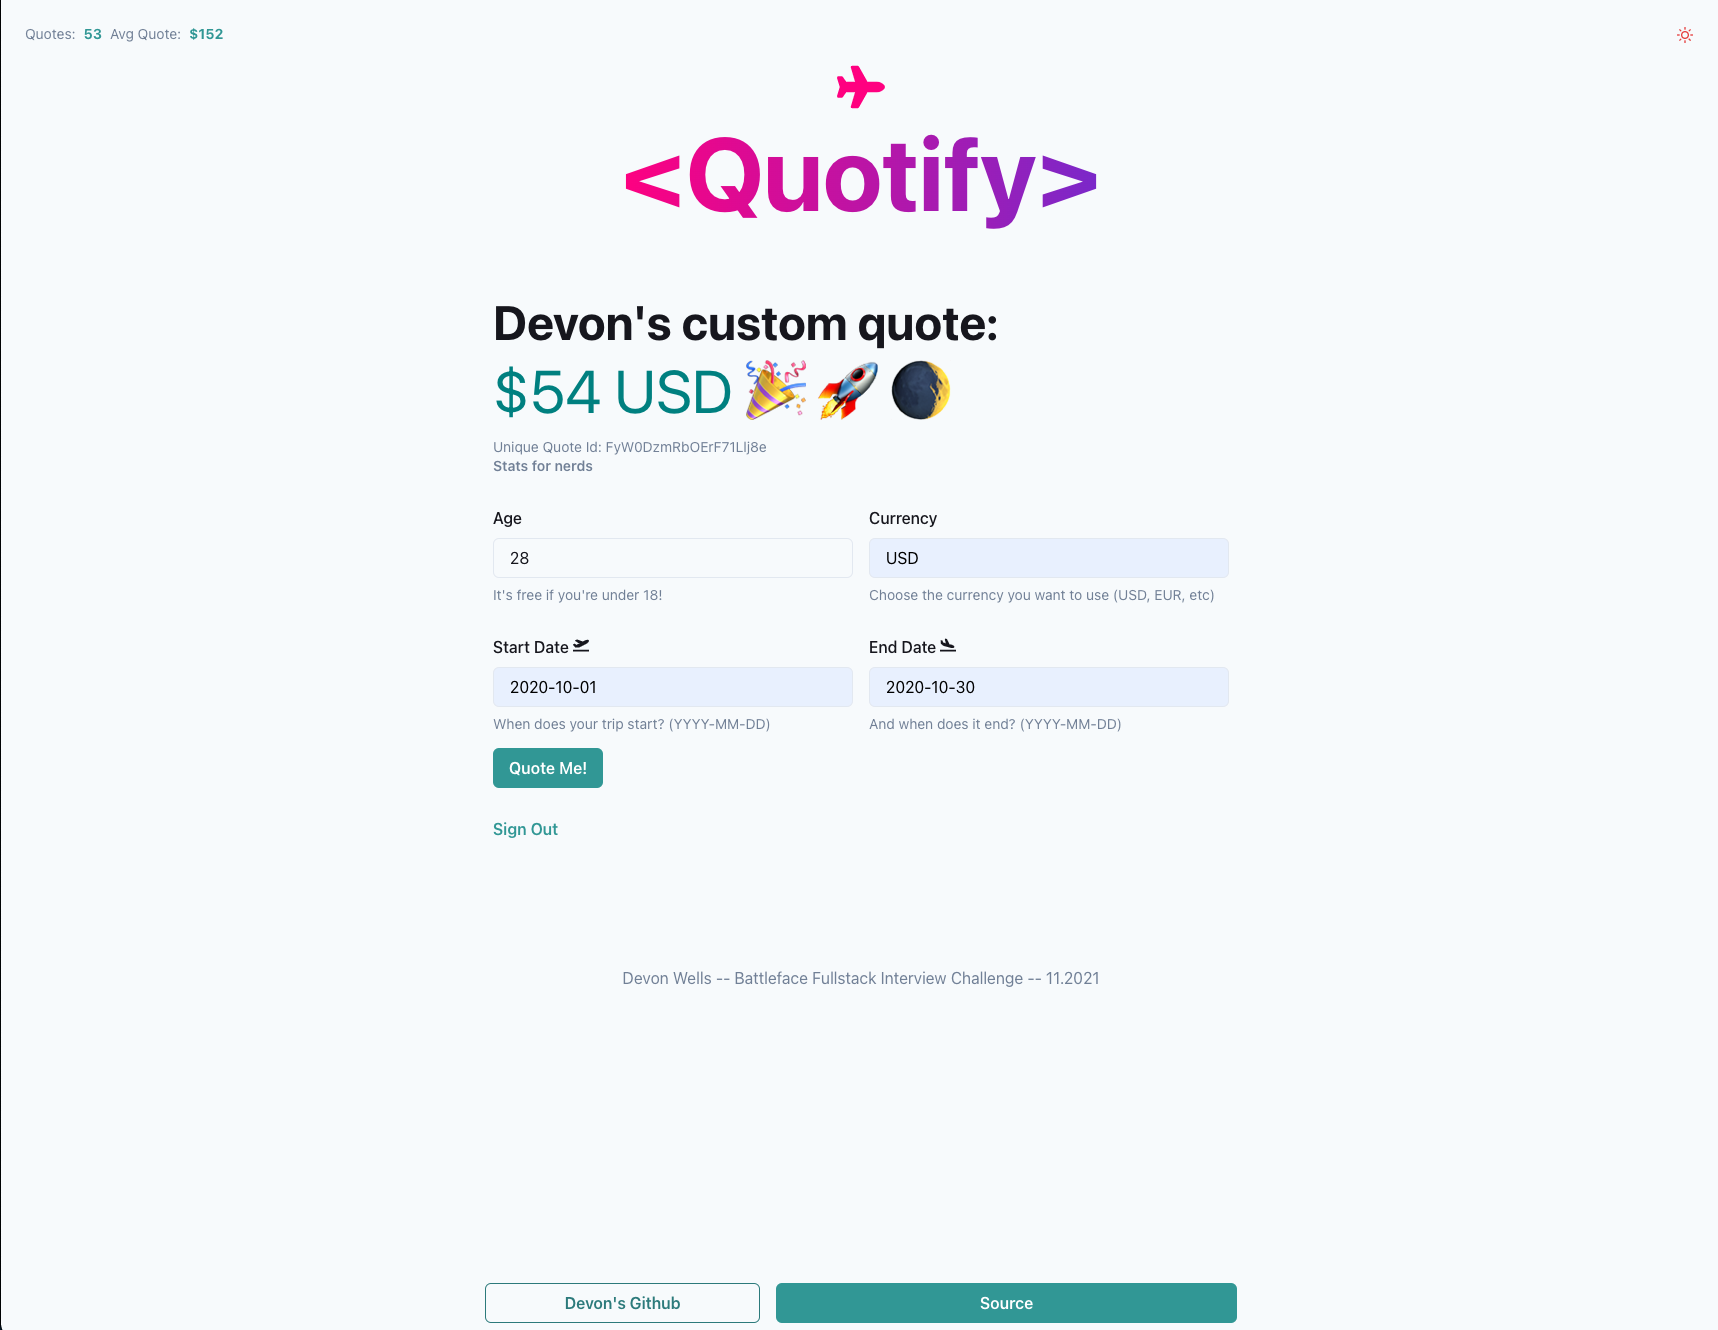 Quotes: 53 Avg Quote: $152
<Quotify>
Devon's custom quote:
$54 USD 🎉🚀🌒
Unique Quote Id: FyW0DzmRbOErF71Llj8e
Stats for nerds
Age
28
It's free if you're under 18!
Currency
USD
Choose the currency you want to use (USD, EUR, etc)
Start Date
2020-10-01
When does your trip start? (YYYY-MM-DD)
End Date
2020-10-30
And when does it end? (YYYY-MM-DD)
Quote Me!
Sign Out
Devon Wells -- Battleface Fullstack Interview Challenge -- 11.2021
Devon's Github
Source